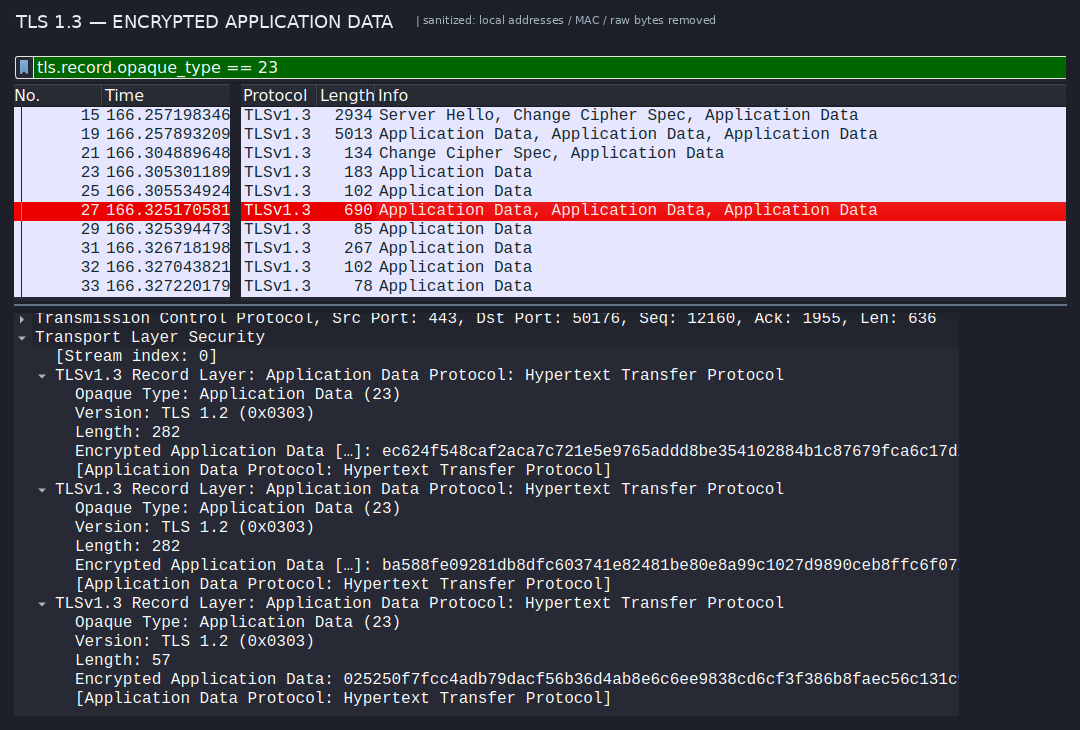 TLS 1.3 — ENCRYPTED APPLICATION DATA | sanitized: local addresses / MAC / raw bytes removed
tls.record.opaque_type == 23
No. Time Protocol Length Info
15 166.257198346 TLSv1.3 2934 Server Hello, Change Cipher Spec, Application Data
19 166.257893209 TLSv1.3 5013 Application Data, Application Data, Application Data
21 166.304889648 TLSv1.3 134 Change Cipher Spec, Application Data
23 166.305301189 TLSv1.3 183 Application Data
25 166.305534924 TLSv1.3 102 Application Data
27 166.325170581 TLSv1.3 690 Application Data, Application Data, Application Data
29 166.325394473 TLSv1.3 85 Application Data
31 166.326718198 TLSv1.3 267 Application Data
32 166.327043821 TLSv1.3 102 Application Data
33 166.327220179 TLSv1.3 78 Application Data
Transmission Control Protocol, Src Port: 443, Dst Port: 50176, Seq: 12160, Ack: 1955, Len: 636
Transport Layer Security
[Stream index: 0]
TLSv1.3 Record Layer: Application Data Protocol: Hypertext Transfer Protocol
Opaque Type: Application Data (23)
Version: TLS 1.2 (0x0303)
Length: 282
Encrypted Application Data […]: ec624f548caf2aca7c721e5e9765addd8be354102884b1c87679fca6c17d
[Application Data Protocol: Hypertext Transfer Protocol]
TLSv1.3 Record Layer: Application Data Protocol: Hypertext Transfer Protocol
Opaque Type: Application Data (23)
Version: TLS 1.2 (0x0303)
Length: 282
Encrypted Application Data […]: ba588fe09281db8dfc603741e82481be80e8a99c1027d9890ceb8ffc6f07
[Application Data Protocol: Hypertext Transfer Protocol]
TLSv1.3 Record Layer: Application Data Protocol: Hypertext Transfer Protocol
Opaque Type: Application Data (23)
Version: TLS 1.2 (0x0303)
Length: 57
Encrypted Application Data: 025250f7fcc4adb79dacf56b36d4ab8e6c6ee9838cd6cf3f386b8faec56c131c
[Application Data Protocol: Hypertext Transfer Protocol]